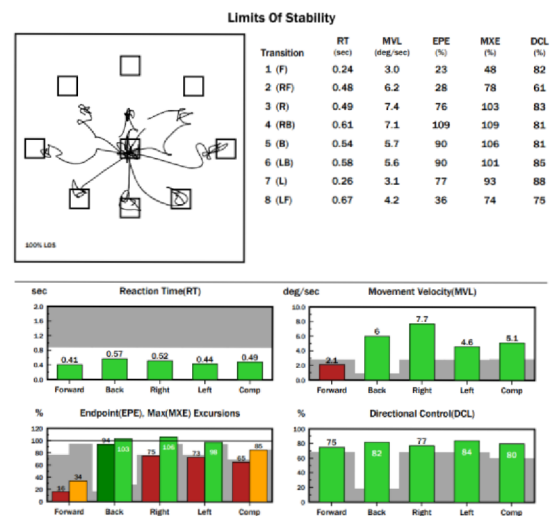 Limits Of Stability
Transition RT (sec) MVL (deg/sec) EPE (%) MXE (%) DCL (%)
1 (F) 0.24 3.0 23 48 82
2 (RF) 0.48 6.2 28 78 61
3 (R) 0.49 7.4 76 103 83
4 (RB) 0.61 7.1 109 109 81
5 (B) 0.54 5.7 90 106 81
6 (LB) 0.58 5.6 90 101 85
7 (L) 0.26 3.1 77 93 88
8 (LF) 0.67 4.2 36 74 75
100% LOS
sec Reaction Time(RT)
2.0
1.6
1.2
0.8
0.4
0.0
0.41 0.57 0.52 0.44 0.49
Forward Back Right Left Comp
deg/sec Movement Velocity(MVL)
10.0
8.0
6.0
4.0
2.0
0.0
2.1 6 7.7 4.6 5.1
Forward Back Right Left Comp
% Endpoint(EPE), Max(MXE) Excursions
120
100
80
60
40
20
0
16 34 94 103 75 106 73 98 65 85
Forward Back Right Left Comp
% Directional Control(DCL)
100
80
60
40
20
0
75 82 77 84 80
Forward Back Right Left Comp